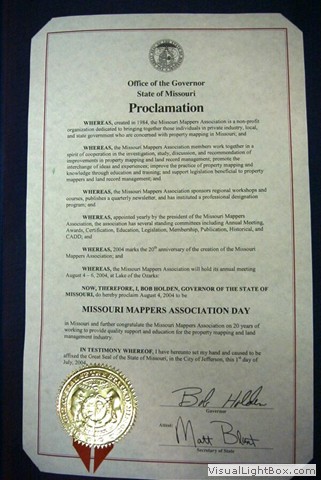 Office of the Governor
State of Missouri
Proclamation
WHEREAS, created in 1984, the Missouri Mappers Association is a non-profit
organization dedicated to bringing together those individuals in private industry, local,
and state government who are concerned with property mapping in Missouri; and
WHEREAS, the Missouri Mappers Association members work together in a
spirit of cooperation in the investigation, study, discussion, and recommendation of
improvements in property mapping and land record management; promote the
interchange of ideas and experiences; improve the practice of property mapping and
knowledge through education and training; and support legislation beneficial to property
mappers and land record management; and
WHEREAS, the Missouri Mappers Association sponsors regional workshops and
courses, publishes a quarterly newsletter, and has instituted a professional designation
program; and
WHEREAS, appointed yearly by the president of the Missouri Mappers
Association, the association has several standing committees including Annual Meeting,
Awards, Certification, Education, Legislation, Membership, Publication, Historical, and
CADD; and
WHEREAS, 2004 marks the 20th anniversary of the creation of the Missouri
Mappers Association; and
WHEREAS, the Missouri Mappers Association will hold its annual meeting
August 4 – 6, 2004, at Lake of the Ozarks:
NOW, THEREFORE, I, BOB HOLDEN, GOVERNOR OF THE STATE OF
MISSOURI, do hereby proclaim August 4, 2004 to be
MISSOURI MAPPERS ASSOCIATION DAY
in Missouri and further congratulate the Missouri Mappers Association on 20 years of
working to provide quality support and education for the property mapping and land
management industry.
IN TESTIMONY WHEREOF, I have hereunto set my hand and caused to be
affixed the Great Seal of the State of Missouri, in the City of Jefferson, this 1st day of
July, 2004.
Bob Holden
Governor
Attest:
Matt Blunt
Secretary of State
VisualLightBox.com